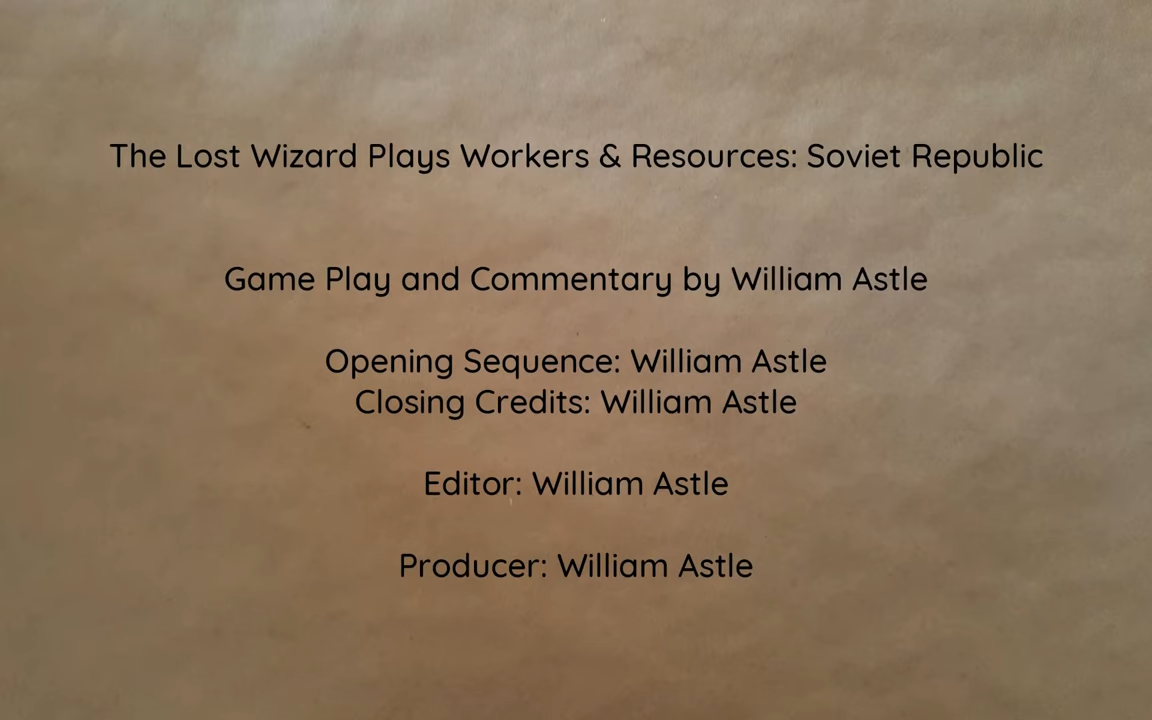 The Lost Wizard Plays Workers & Resources: Soviet Republic
Game Play and Commentary by William Astle
Opening Sequence: William Astle
Closing Credits: William Astle
Editor: William Astle
Producer: William Astle